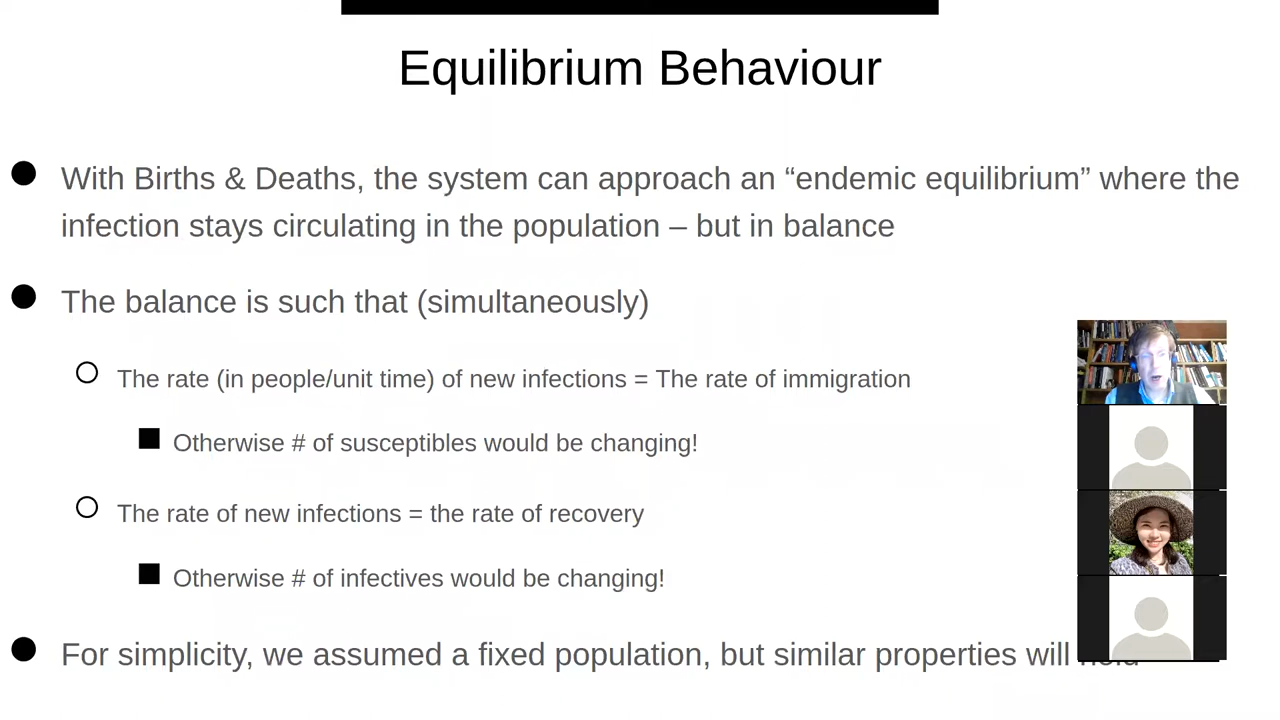 Equilibrium Behaviour
With Births & Deaths, the system can approach an “endemic equilibrium” where the
infection stays circulating in the population – but in balance
The balance is such that (simultaneously)
The rate (in people/unit time) of new infections = The rate of immigration
Otherwise # of susceptibles would be changing!
The rate of new infections = the rate of recovery
Otherwise # of infectives would be changing!
For simplicity, we assumed a fixed population, but similar properties will